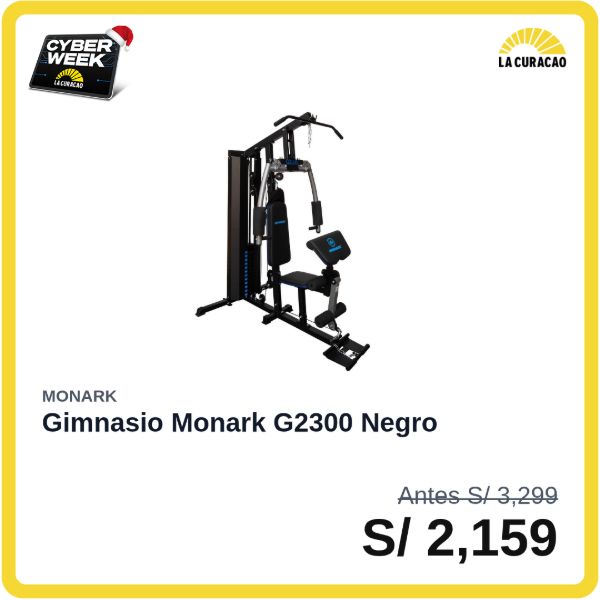 CYBER
WEEK
LA CURACAO
LA CURACAO
MONARK
Gimnasio Monark G2300 Negro
Antes S/ 3,299
S/ 2,159